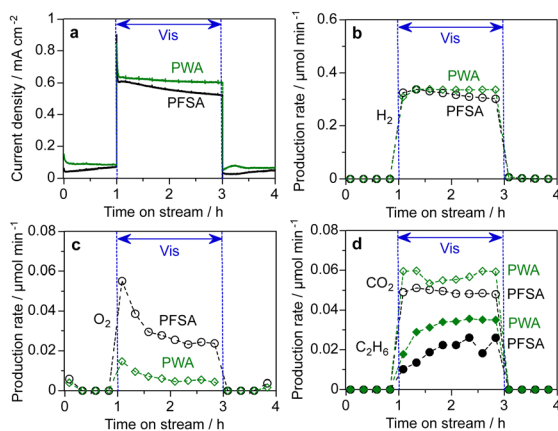 a
Vis
PWA
PFSA
Current density / mA cm-2
1
0.8
0.6
0.4
0.2
0
0 1 2 3 4
Time on stream / h
b
Vis
PWA
PFSA
H2
Production rate / µmol min-1
0.6
0.4
0.2
0
0 1 2 3 4
Time on stream / h
c
Vis
O2
PFSA
PWA
Production rate / µmol min-1
0.08
0.06
0.04
0.02
0
0 1 2 3 4
Time on stream / h
d
Vis
CO2
PWA
PFSA
C2H6
PWA
PFSA
Production rate / µmol min-1
0.08
0.06
0.04
0.02
0
0 1 2 3 4
Time on stream / h